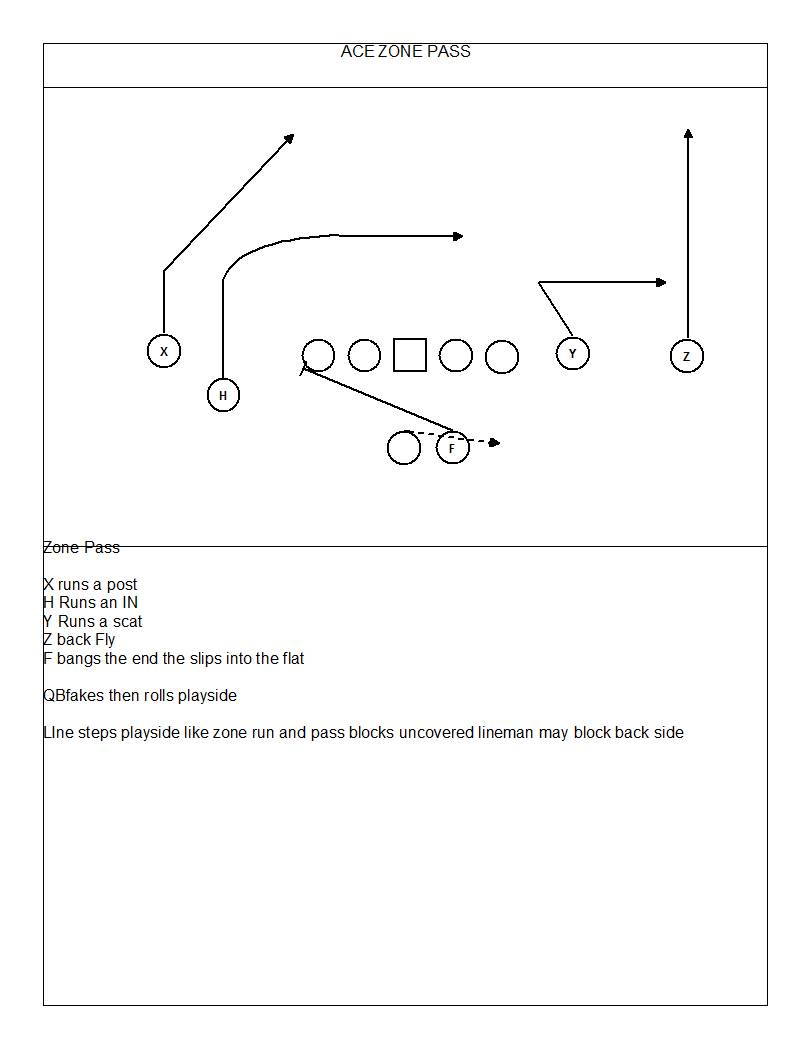 ACE ZONE PASS
X
H
Y
Z
F
Zone Pass
X runs a post
H Runs an IN
Y Runs a scat
Z back Fly
F bangs the end the slips into the flat
QBfakes then rolls playside
LIne steps playside like zone run and pass blocks uncovered lineman may block back side